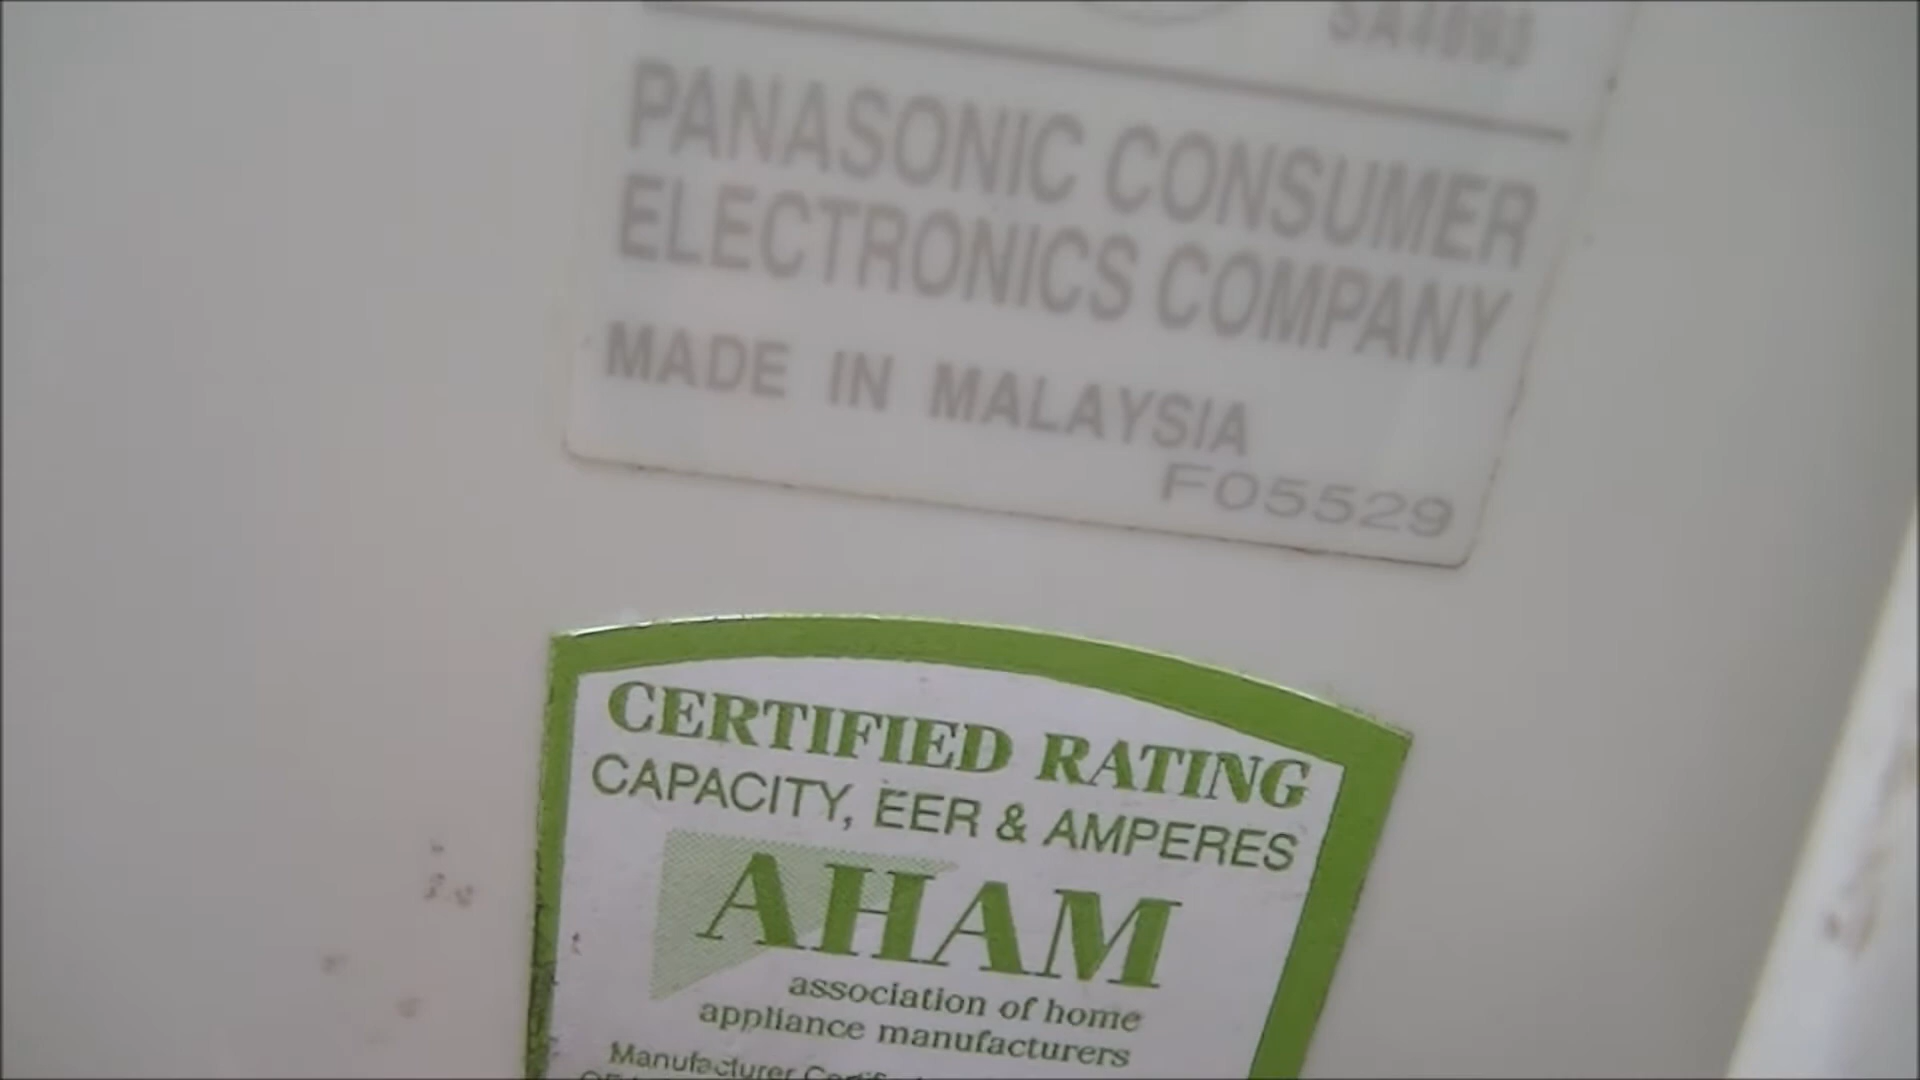 PANASONIC CONSUMER
ELECTRONICS COMPANY
MADE IN MALAYSIA
F05529
CERTIFIED RATING
CAPACITY, EER & AMPERES
AHAM
association of home
appliance manufacturers
Manufacturer